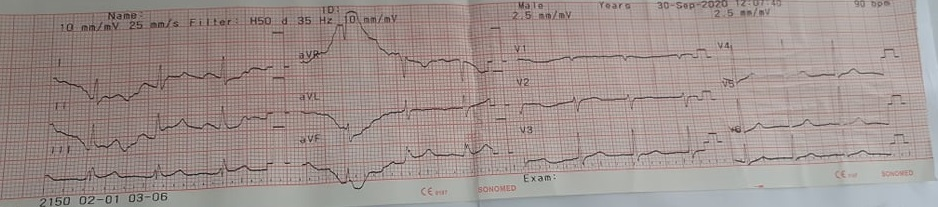 Name: ID: Male Years 30-Sep-2020 12:07:40
10 mm/mV 25 mm/s Filter: H50 d 35 Hz 10 mm/mV 2.5 mm/mV 2.5 mm/mV 90 bpm
I aVR V1 V4
II aVL V2 V5
III aVF V3 V6
Exam:
CE SONOMED CE SONOMED
2150 02-01 03-06